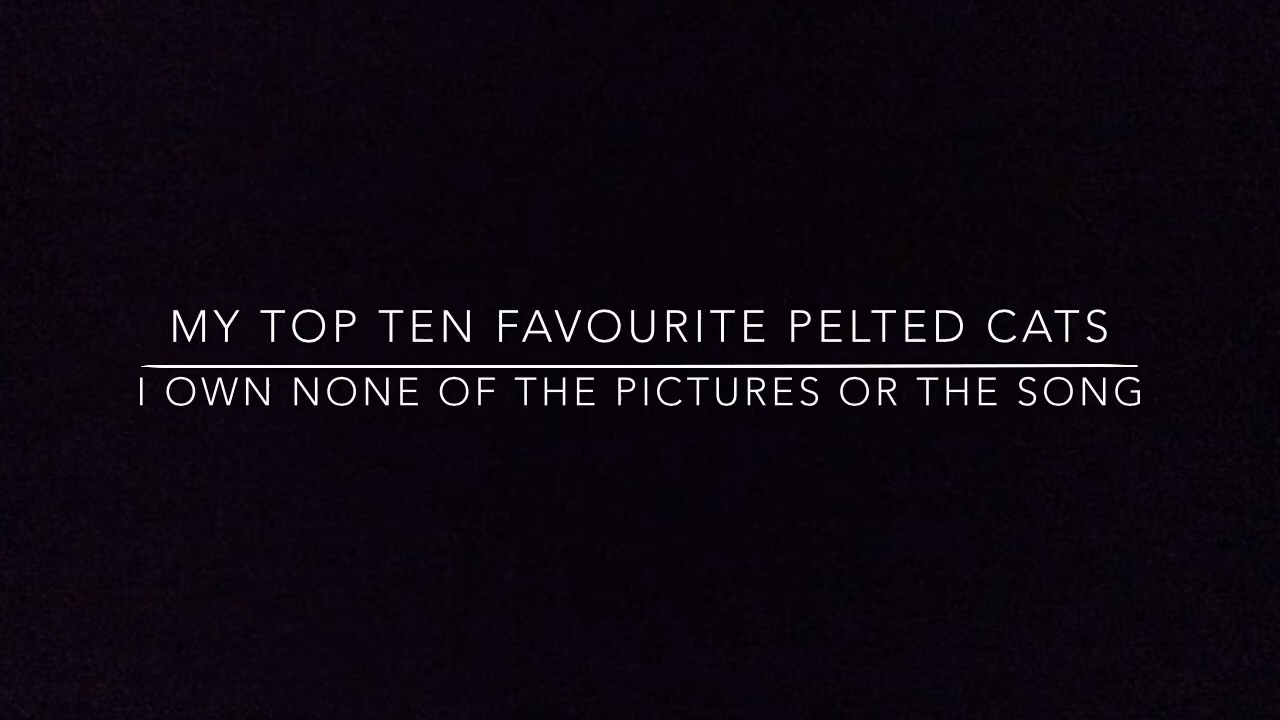 MY TOP TEN FAVOURITE PELTED CATS
I OWN NONE OF THE PICTURES OR THE SONG